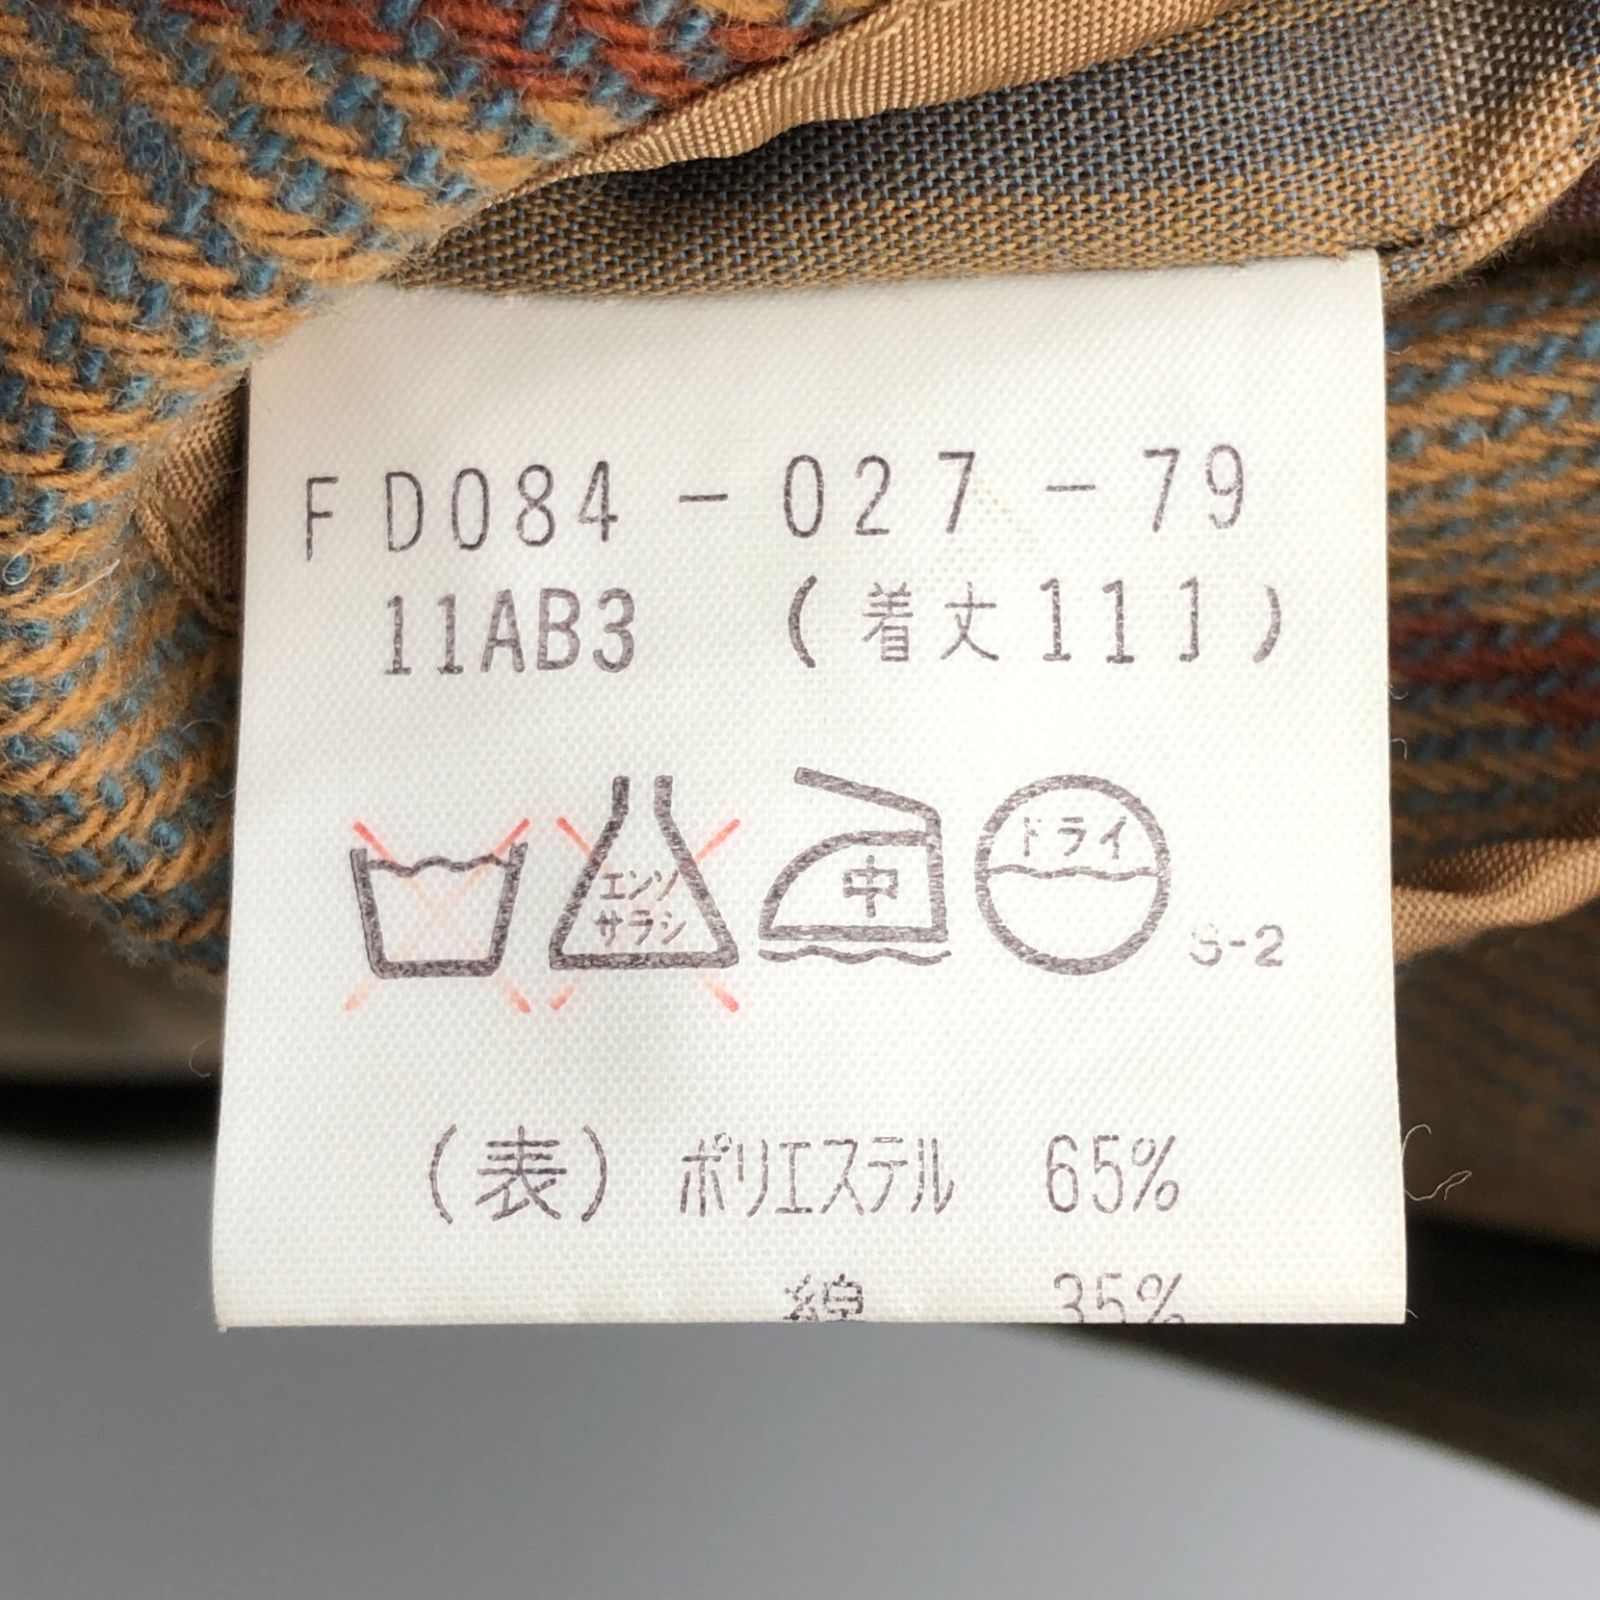 FD084-027-79
11AB3 (着丈111)
エンソ
サラシ
中
ドライ
S-2
(表) ポリエステル 65%
綿 35%